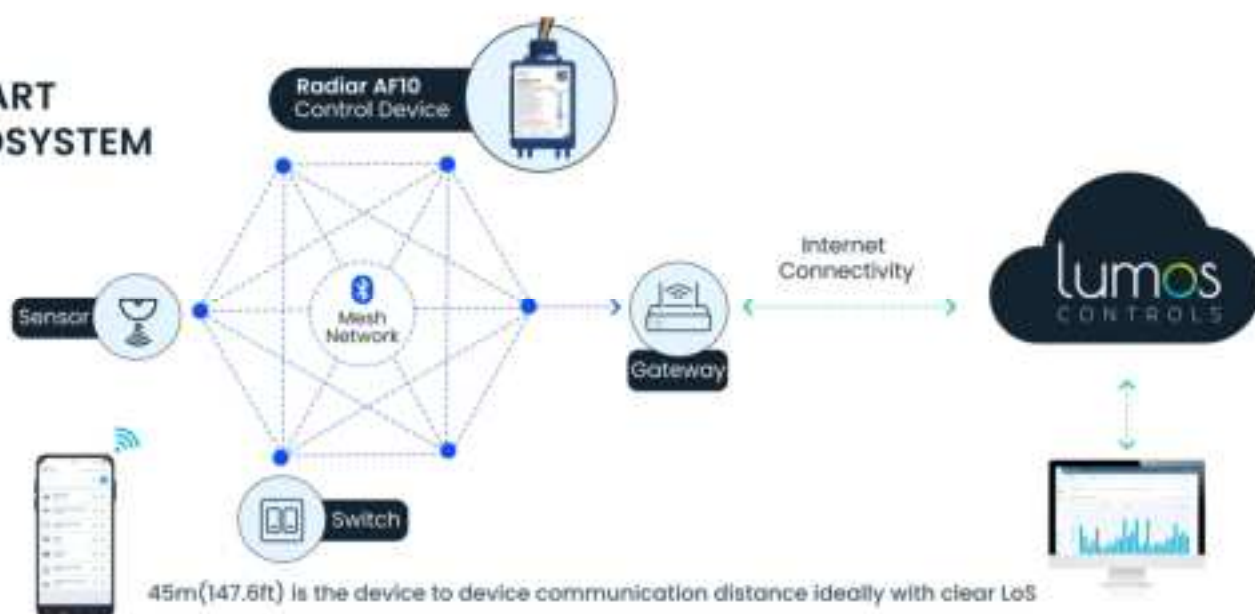 ART
OSYSTEM
Radiar AF10
Control Device
Sensor
Mesh
Network
Switch
Gateway
Internet
Connectivity
lumos
CONTROLS
45m(147.6ft) is the device to device communication distance ideally with clear LoS